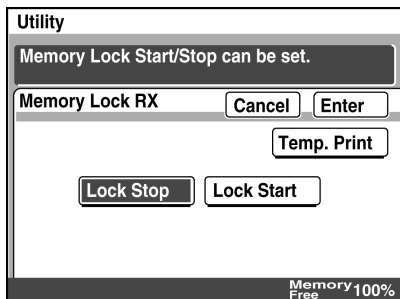 Utility
Memory Lock Start/Stop can be set.
Memory Lock RX Cancel Enter
Temp. Print
Lock Stop Lock Start
Memory Free 100%